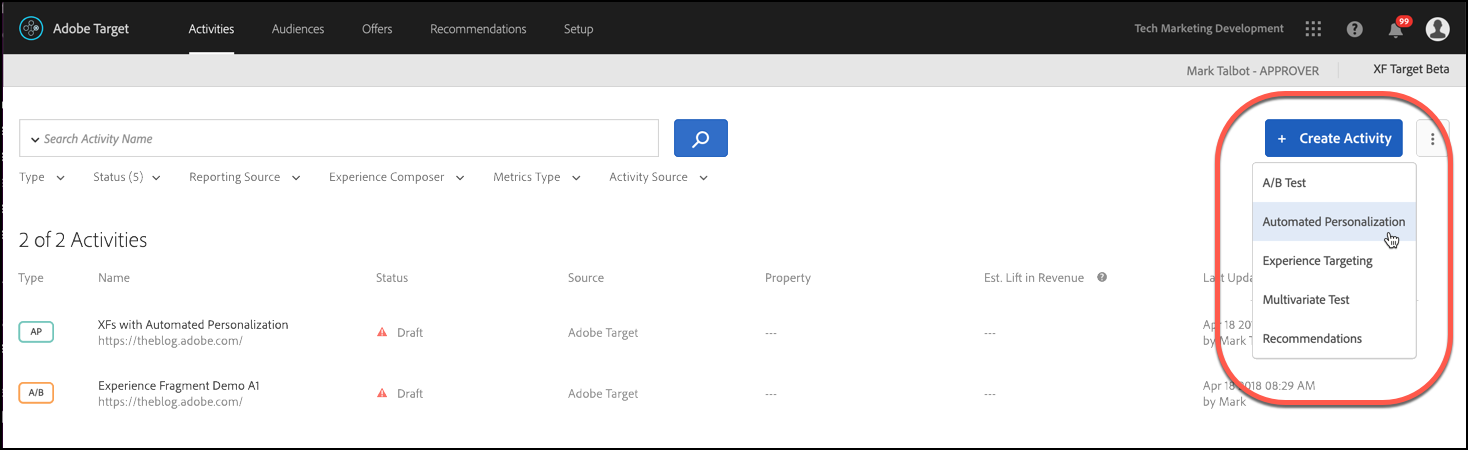 Adobe Target Activities Audiences Offers Recommendations Setup Tech Marketing Development 99
Mark Talbot - APPROVER XF Target Beta
Search Activity Name + Create Activity
Type Status (5) Reporting Source Experience Composer Metrics Type Activity Source
A/B Test
Automated Personalization
Experience Targeting
Multivariate Test
Recommendations
2 of 2 Activities
Type Name Status Source Property Est. Lift in Revenue Last Upda
AP XFs with Automated Personalization Draft Adobe Target --- --- Apr 18 201
https://theblog.adobe.com/ by Mark T
A/B Experience Fragment Demo A1 Draft Adobe Target --- --- Apr 18 2018 08:29 AM
https://theblog.adobe.com/ by Mark